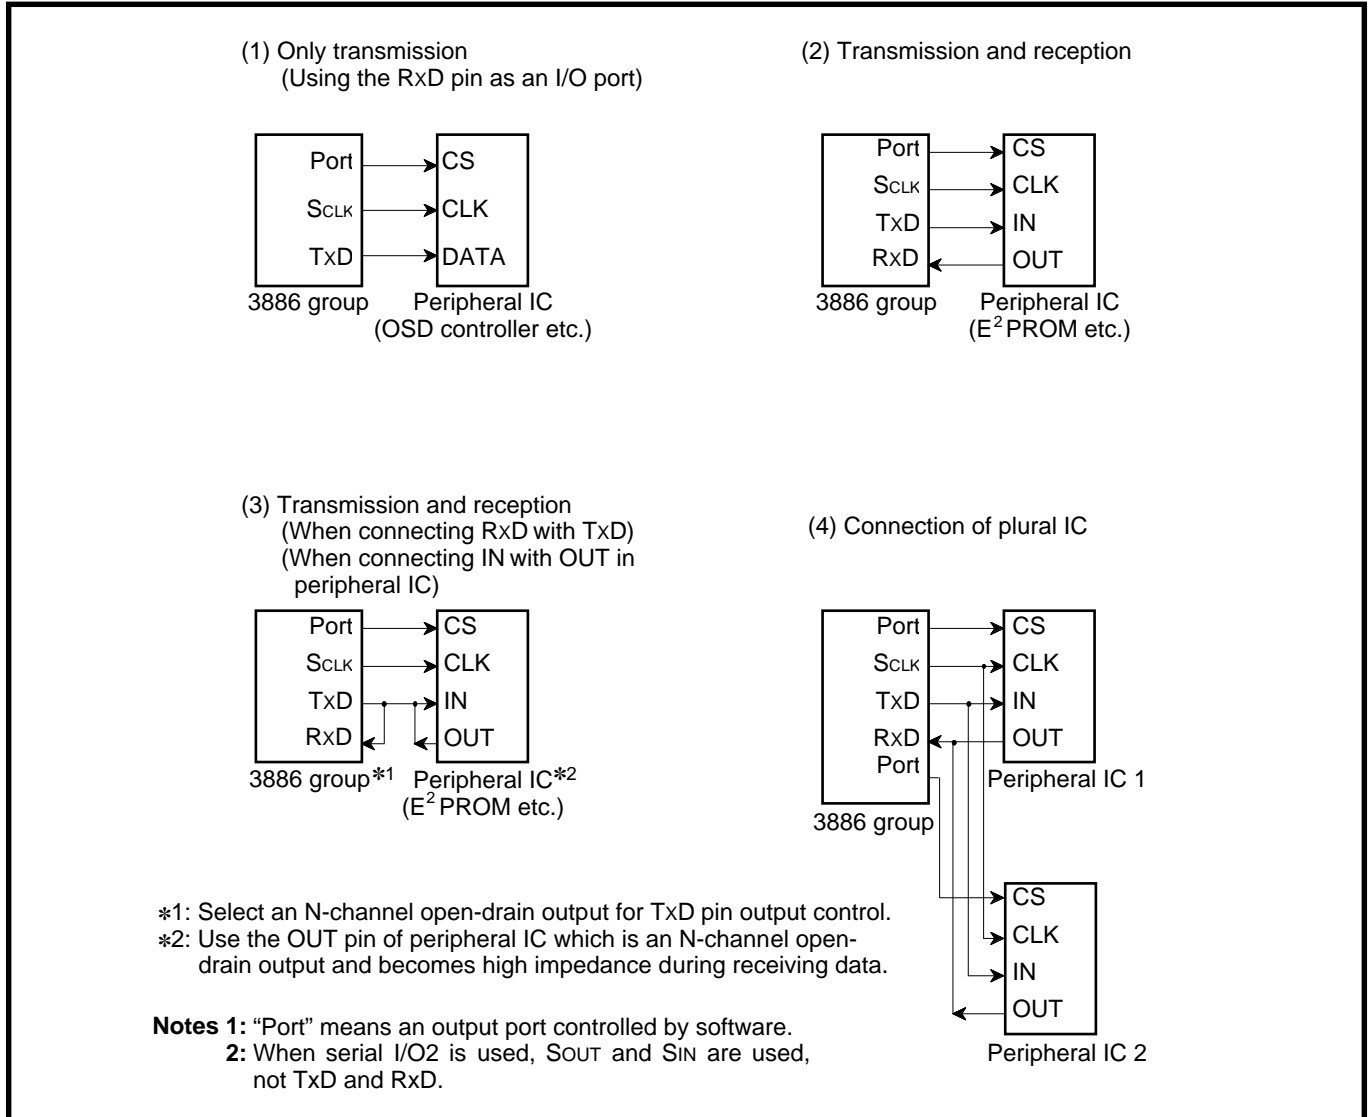 (1) Only transmission
(Using the RxD pin as an I/O port)
Port
SCLK
TxD
CS
CLK
DATA
3886 group
Peripheral IC
(OSD controller etc.)
(2) Transmission and reception
Port
SCLK
TxD
RxD
CS
CLK
IN
OUT
3886 group
Peripheral IC
(E² PROM etc.)
(3) Transmission and reception
(When connecting RxD with TxD)
(When connecting IN with OUT in
peripheral IC)
Port
SCLK
TxD
RxD
CS
CLK
IN
OUT
3886 group*1
Peripheral IC*2
(E² PROM etc.)
(4) Connection of plural IC
Port
SCLK
TxD
RxD
Port
CS
CLK
IN
OUT
3886 group
Peripheral IC 1
CS
CLK
IN
OUT
Peripheral IC 2
*1: Select an N-channel open-drain output for TxD pin output control.
*2: Use the OUT pin of peripheral IC which is an N-channel open-
drain output and becomes high impedance during receiving data.
Notes 1: “Port” means an output port controlled by software.
2: When serial I/O2 is used, SOUT and SIN are used,
not TxD and RxD.